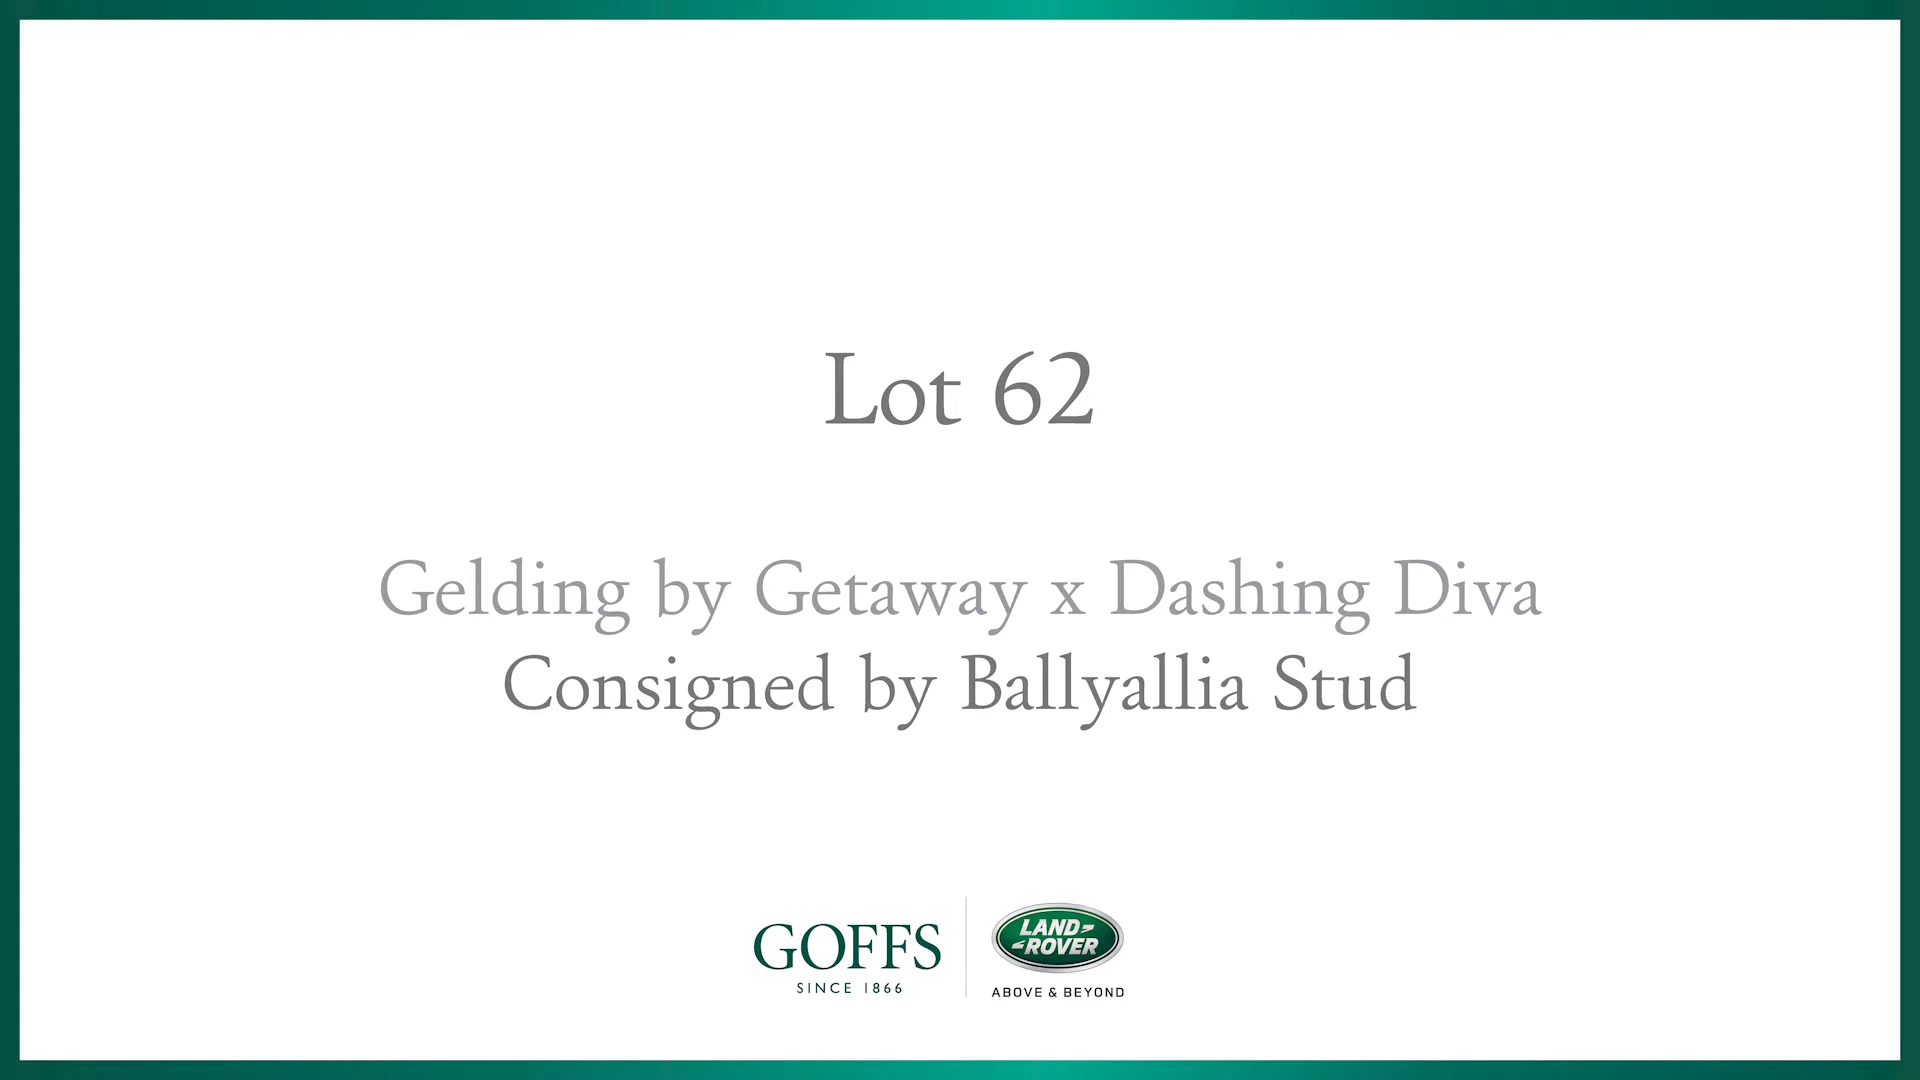 Lot 62
Gelding by Getaway x Dashing Diva
Consigned by Ballyallia Stud
GOFFS
SINCE 1866
LAND
ROVER
ABOVE & BEYOND